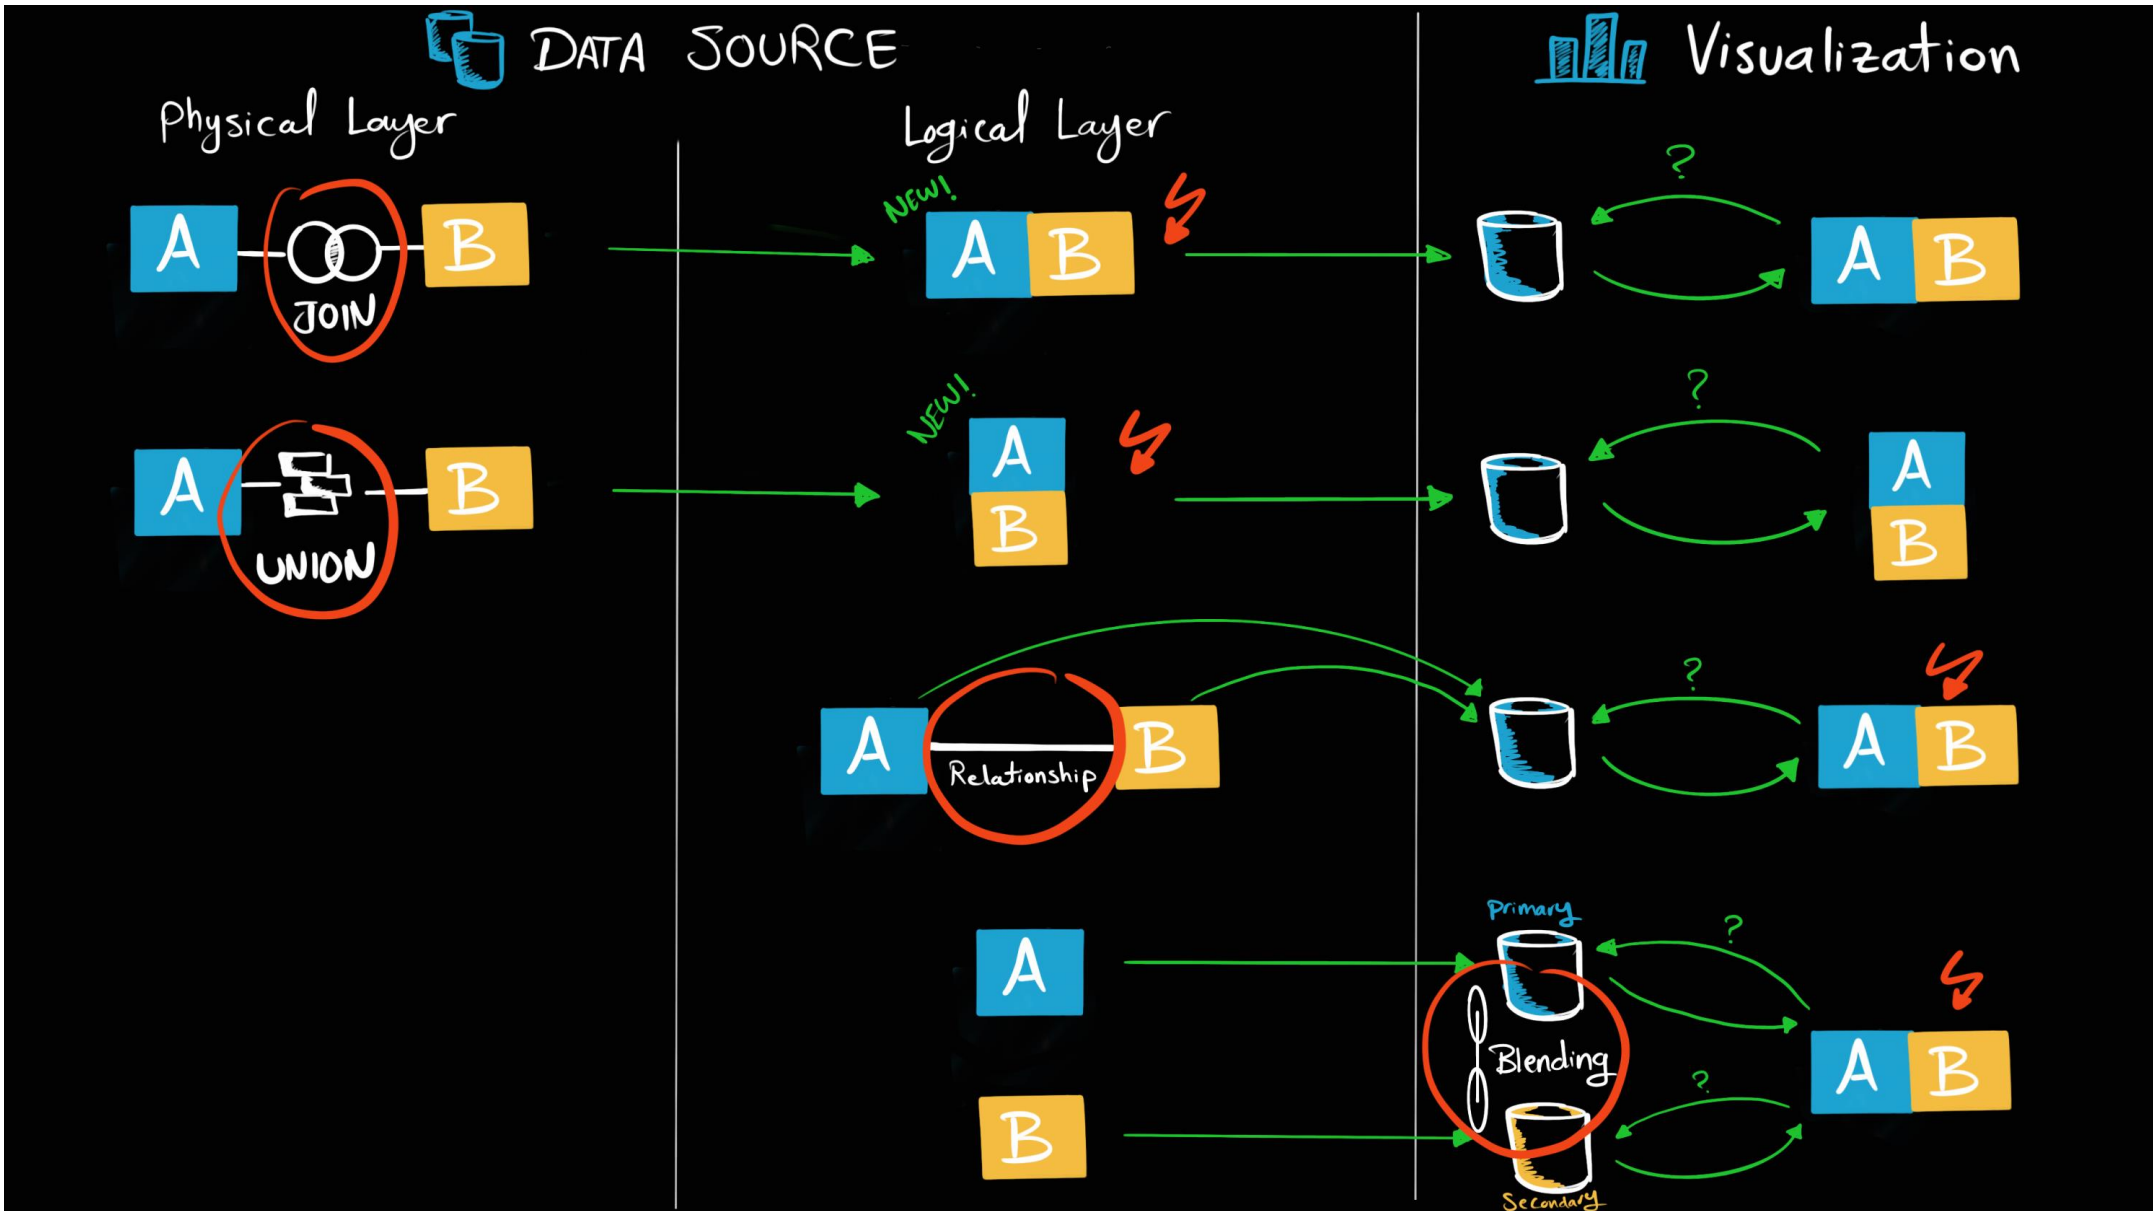 DATA SOURCE
Visualization
Physical Layer
Logical Layer
A
JOIN
B
NEW!
A B
?
A B
A
UNION
B
NEW!
A
B
?
A
B
A
Relationship
B
?
A B
A
Primary
?
Blending
A B
B
?
Secondary